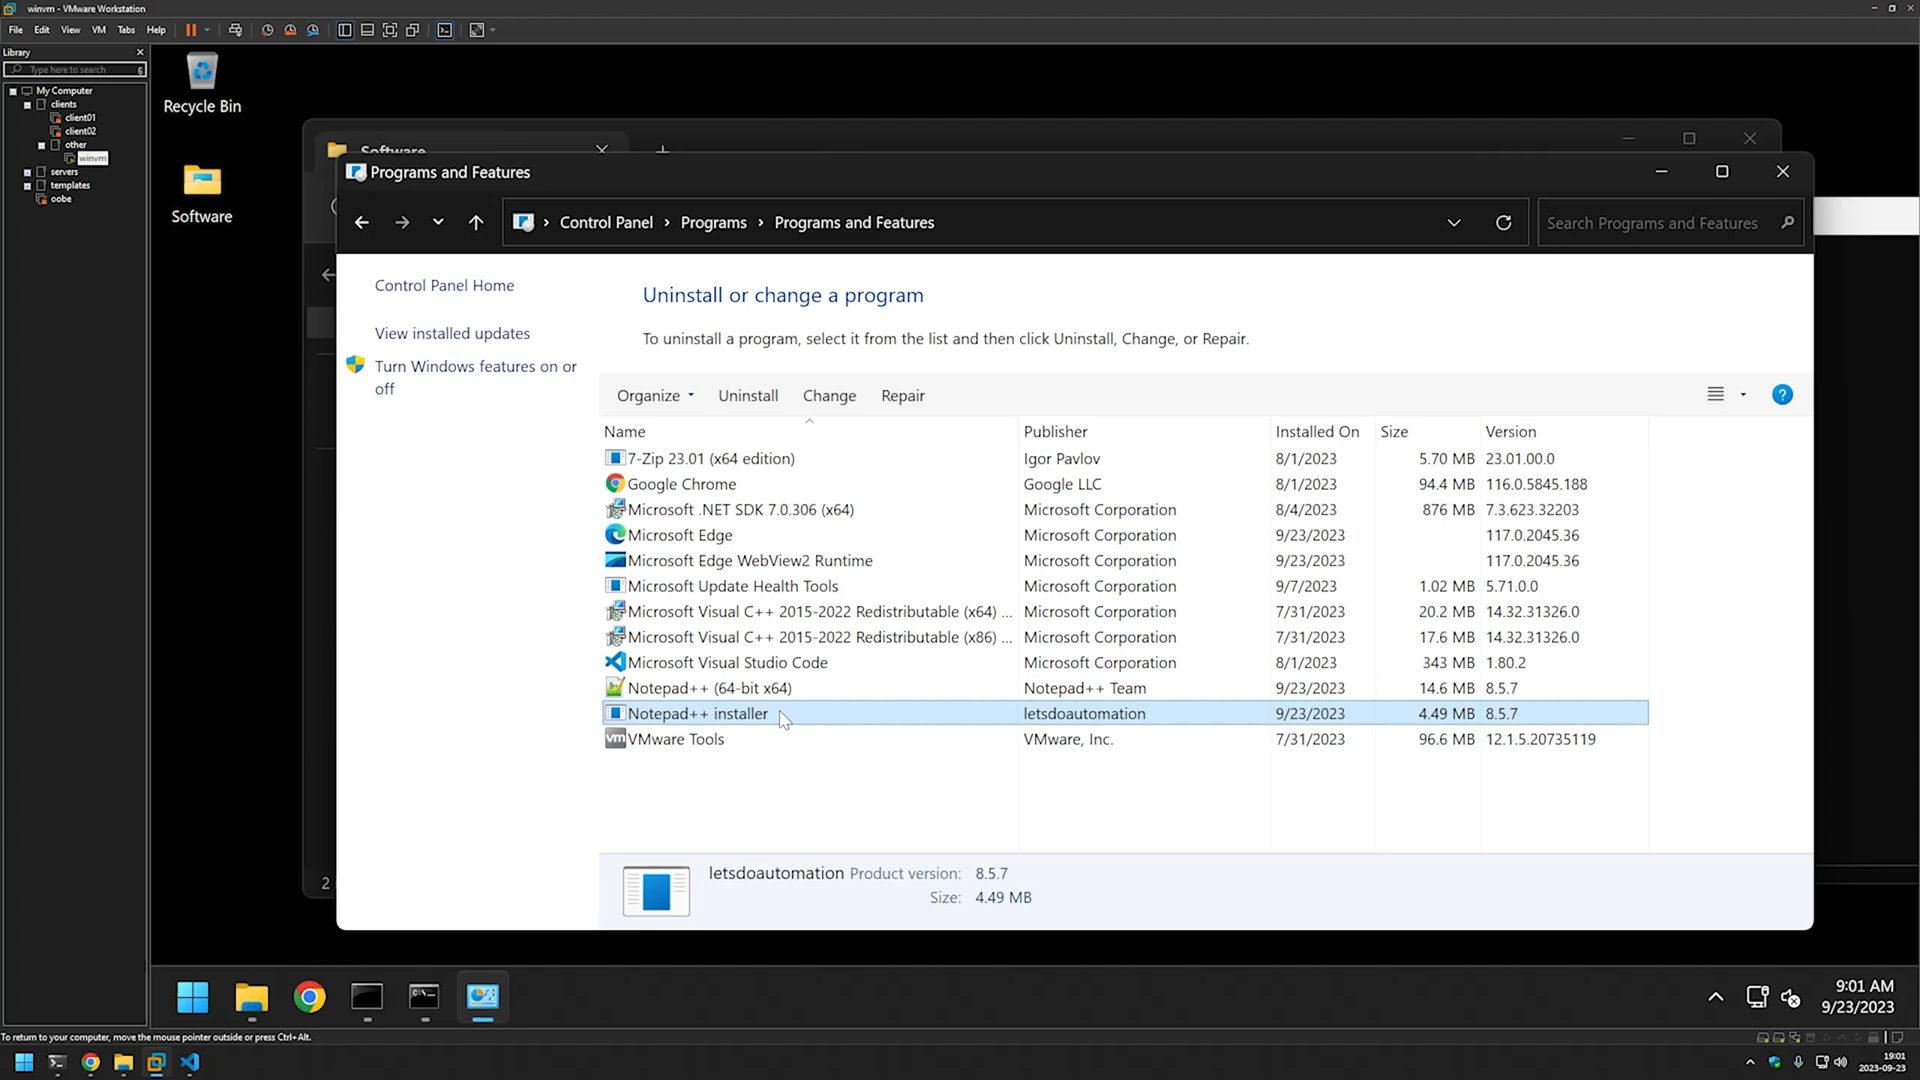 winvm - VMware Workstation
File Edit View VM Tabs Help
Library
Type here to search
My Computer
clients
client01
client02
other
winvm
servers
templates
oobe
Recycle Bin
Software
Software
Programs and Features
Control Panel > Programs > Programs and Features
Search Programs and Features
Control Panel Home
View installed updates
Turn Windows features on or
off
Uninstall or change a program
To uninstall a program, select it from the list and then click Uninstall, Change, or Repair.
Organize Uninstall Change Repair
Name Publisher Installed On Size Version
7-Zip 23.01 (x64 edition) Igor Pavlov 8/1/2023 5.70 MB 23.01.00.0
Google Chrome Google LLC 8/1/2023 94.4 MB 116.0.5845.188
Microsoft .NET SDK 7.0.306 (x64) Microsoft Corporation 8/4/2023 876 MB 7.3.623.32203
Microsoft Edge Microsoft Corporation 9/23/2023 117.0.2045.36
Microsoft Edge WebView2 Runtime Microsoft Corporation 9/23/2023 117.0.2045.36
Microsoft Update Health Tools Microsoft Corporation 9/7/2023 1.02 MB 5.71.0.0
Microsoft Visual C++ 2015-2022 Redistributable (x64) ... Microsoft Corporation 7/31/2023 20.2 MB 14.32.31326.0
Microsoft Visual C++ 2015-2022 Redistributable (x86) ... Microsoft Corporation 7/31/2023 17.6 MB 14.32.31326.0
Microsoft Visual Studio Code Microsoft Corporation 8/1/2023 343 MB 1.80.2
Notepad++ (64-bit x64) Notepad++ Team 9/23/2023 14.6 MB 8.5.7
Notepad++ installer letsdoautomation 9/23/2023 4.49 MB 8.5.7
vm VMware Tools VMware, Inc. 7/31/2023 96.6 MB 12.1.5.20735119
letsdoautomation Product version: 8.5.7
Size: 4.49 MB
2
9:01 AM
9/23/2023
To return to your computer, move the mouse pointer outside or press Ctrl+Alt.
19:01
2023-09-23